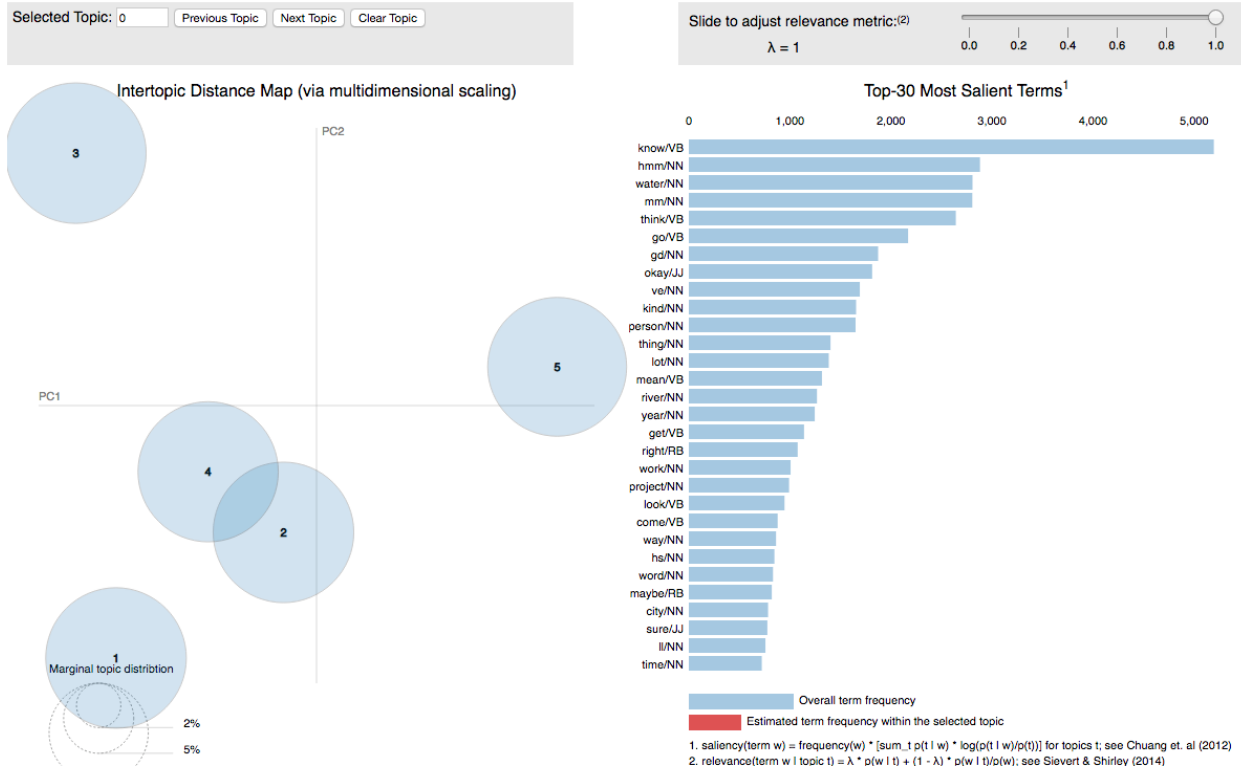 Selected Topic: 0 Previous Topic Next Topic Clear Topic
Slide to adjust relevance metric:(2)
λ = 1
0.0 0.2 0.4 0.6 0.8 1.0
Intertopic Distance Map (via multidimensional scaling)
PC2
PC1
3
5
4
2
1
Marginal topic distribtion
2%
5%
Top-30 Most Salient Terms1
0 1,000 2,000 3,000 4,000 5,000
know/VB
hmm/NN
water/NN
mm/NN
think/VB
go/VB
gd/NN
okay/JJ
ve/NN
kind/NN
person/NN
thing/NN
lot/NN
mean/VB
river/NN
year/NN
get/VB
right/RB
work/NN
project/NN
look/VB
come/VB
way/NN
hs/NN
word/NN
maybe/RB
city/NN
sure/JJ
ll/NN
time/NN
Overall term frequency
Estimated term frequency within the selected topic
1. saliency(term w) = frequency(w) * [sum_t p(t | w) * log(p(t | w)/p(t))] for topics t; see Chuang et. al (2012)
2. relevance(term w | topic t) = λ * p(w | t) + (1 - λ) * p(w | t)/p(w); see Sievert & Shirley (2014)